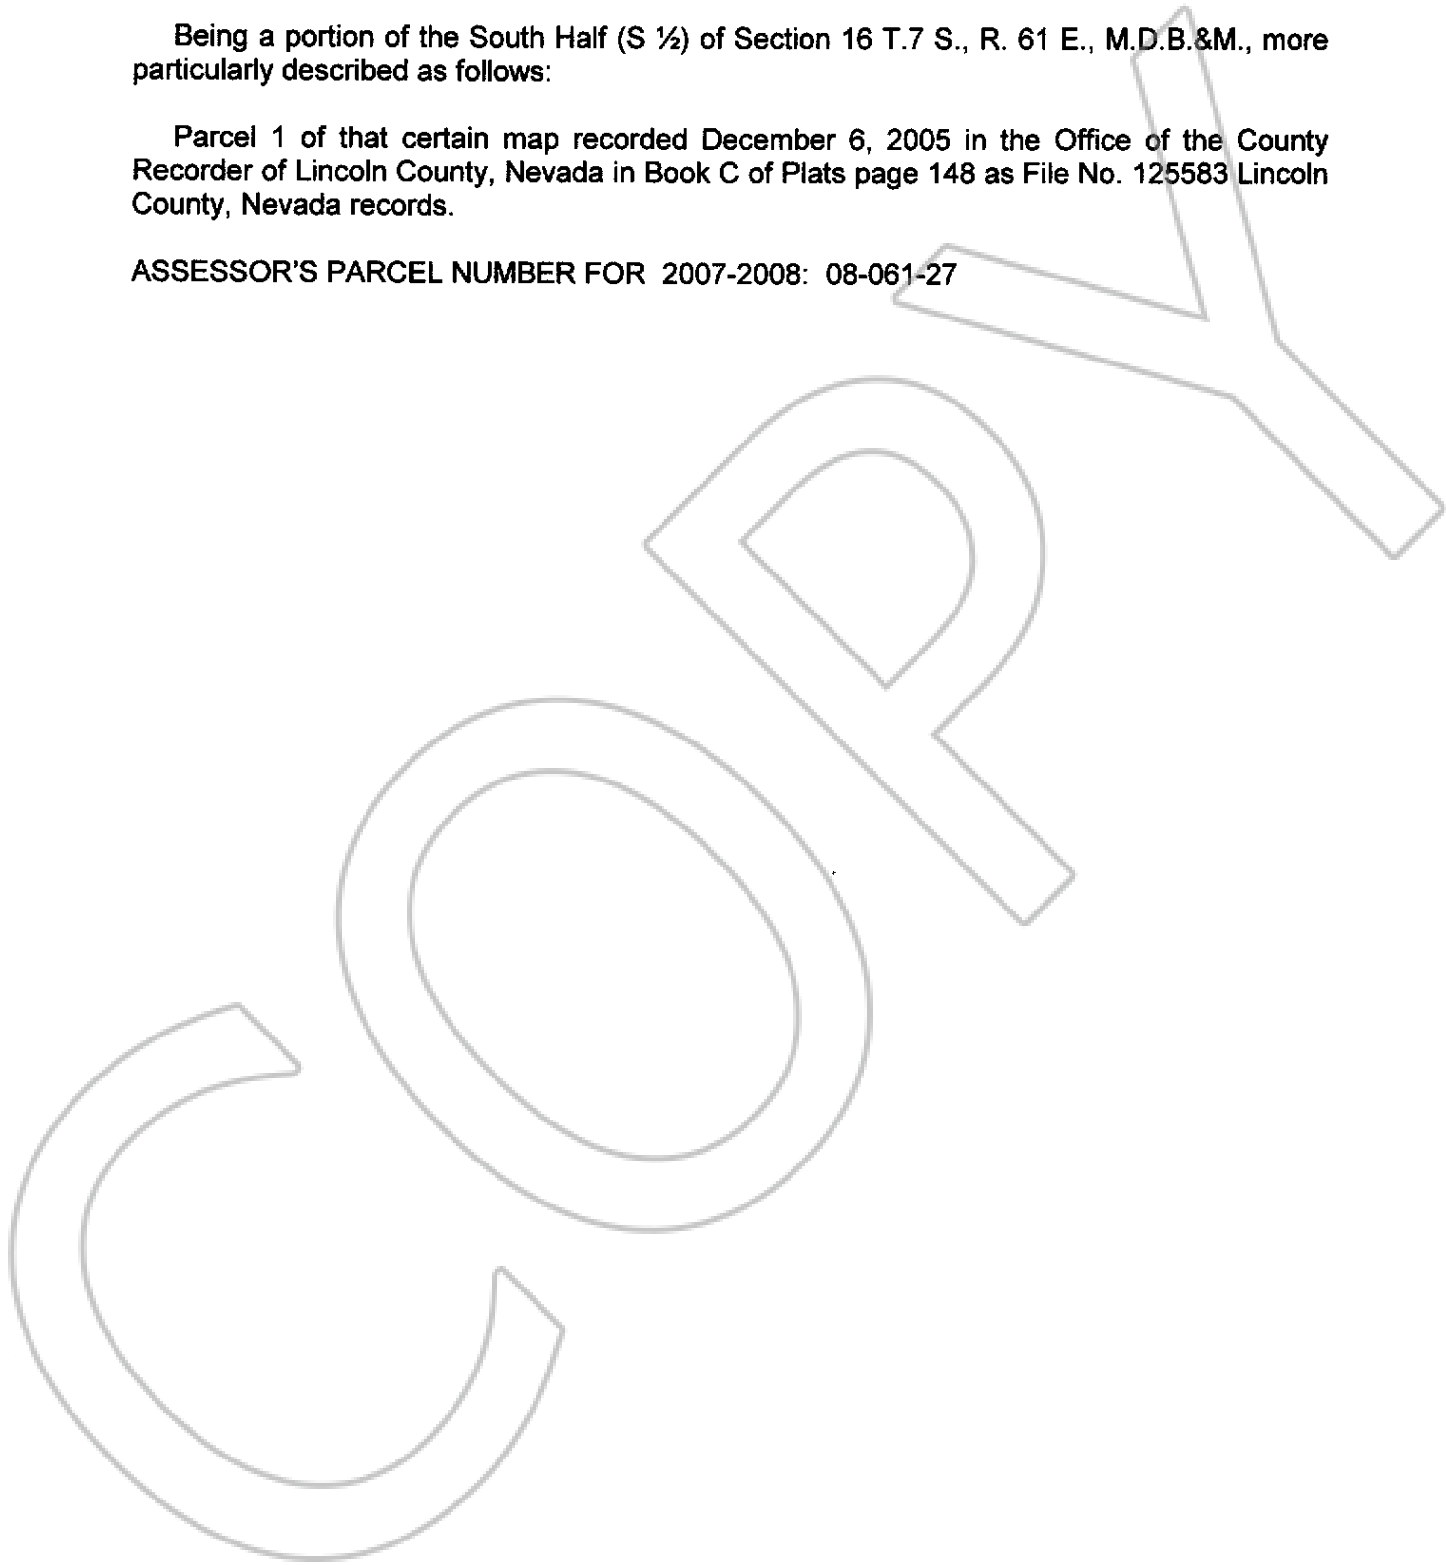 Being a portion of the South Half (S ½) of Section 16 T.7 S., R. 61 E., M.D.B.&M., more
particularly described as follows:
Parcel 1 of that certain map recorded December 6, 2005 in the Office of the County
Recorder of Lincoln County, Nevada in Book C of Plats page 148 as File No. 125583 Lincoln
County, Nevada records.
ASSESSOR'S PARCEL NUMBER FOR 2007-2008: 08-061-27
COPY